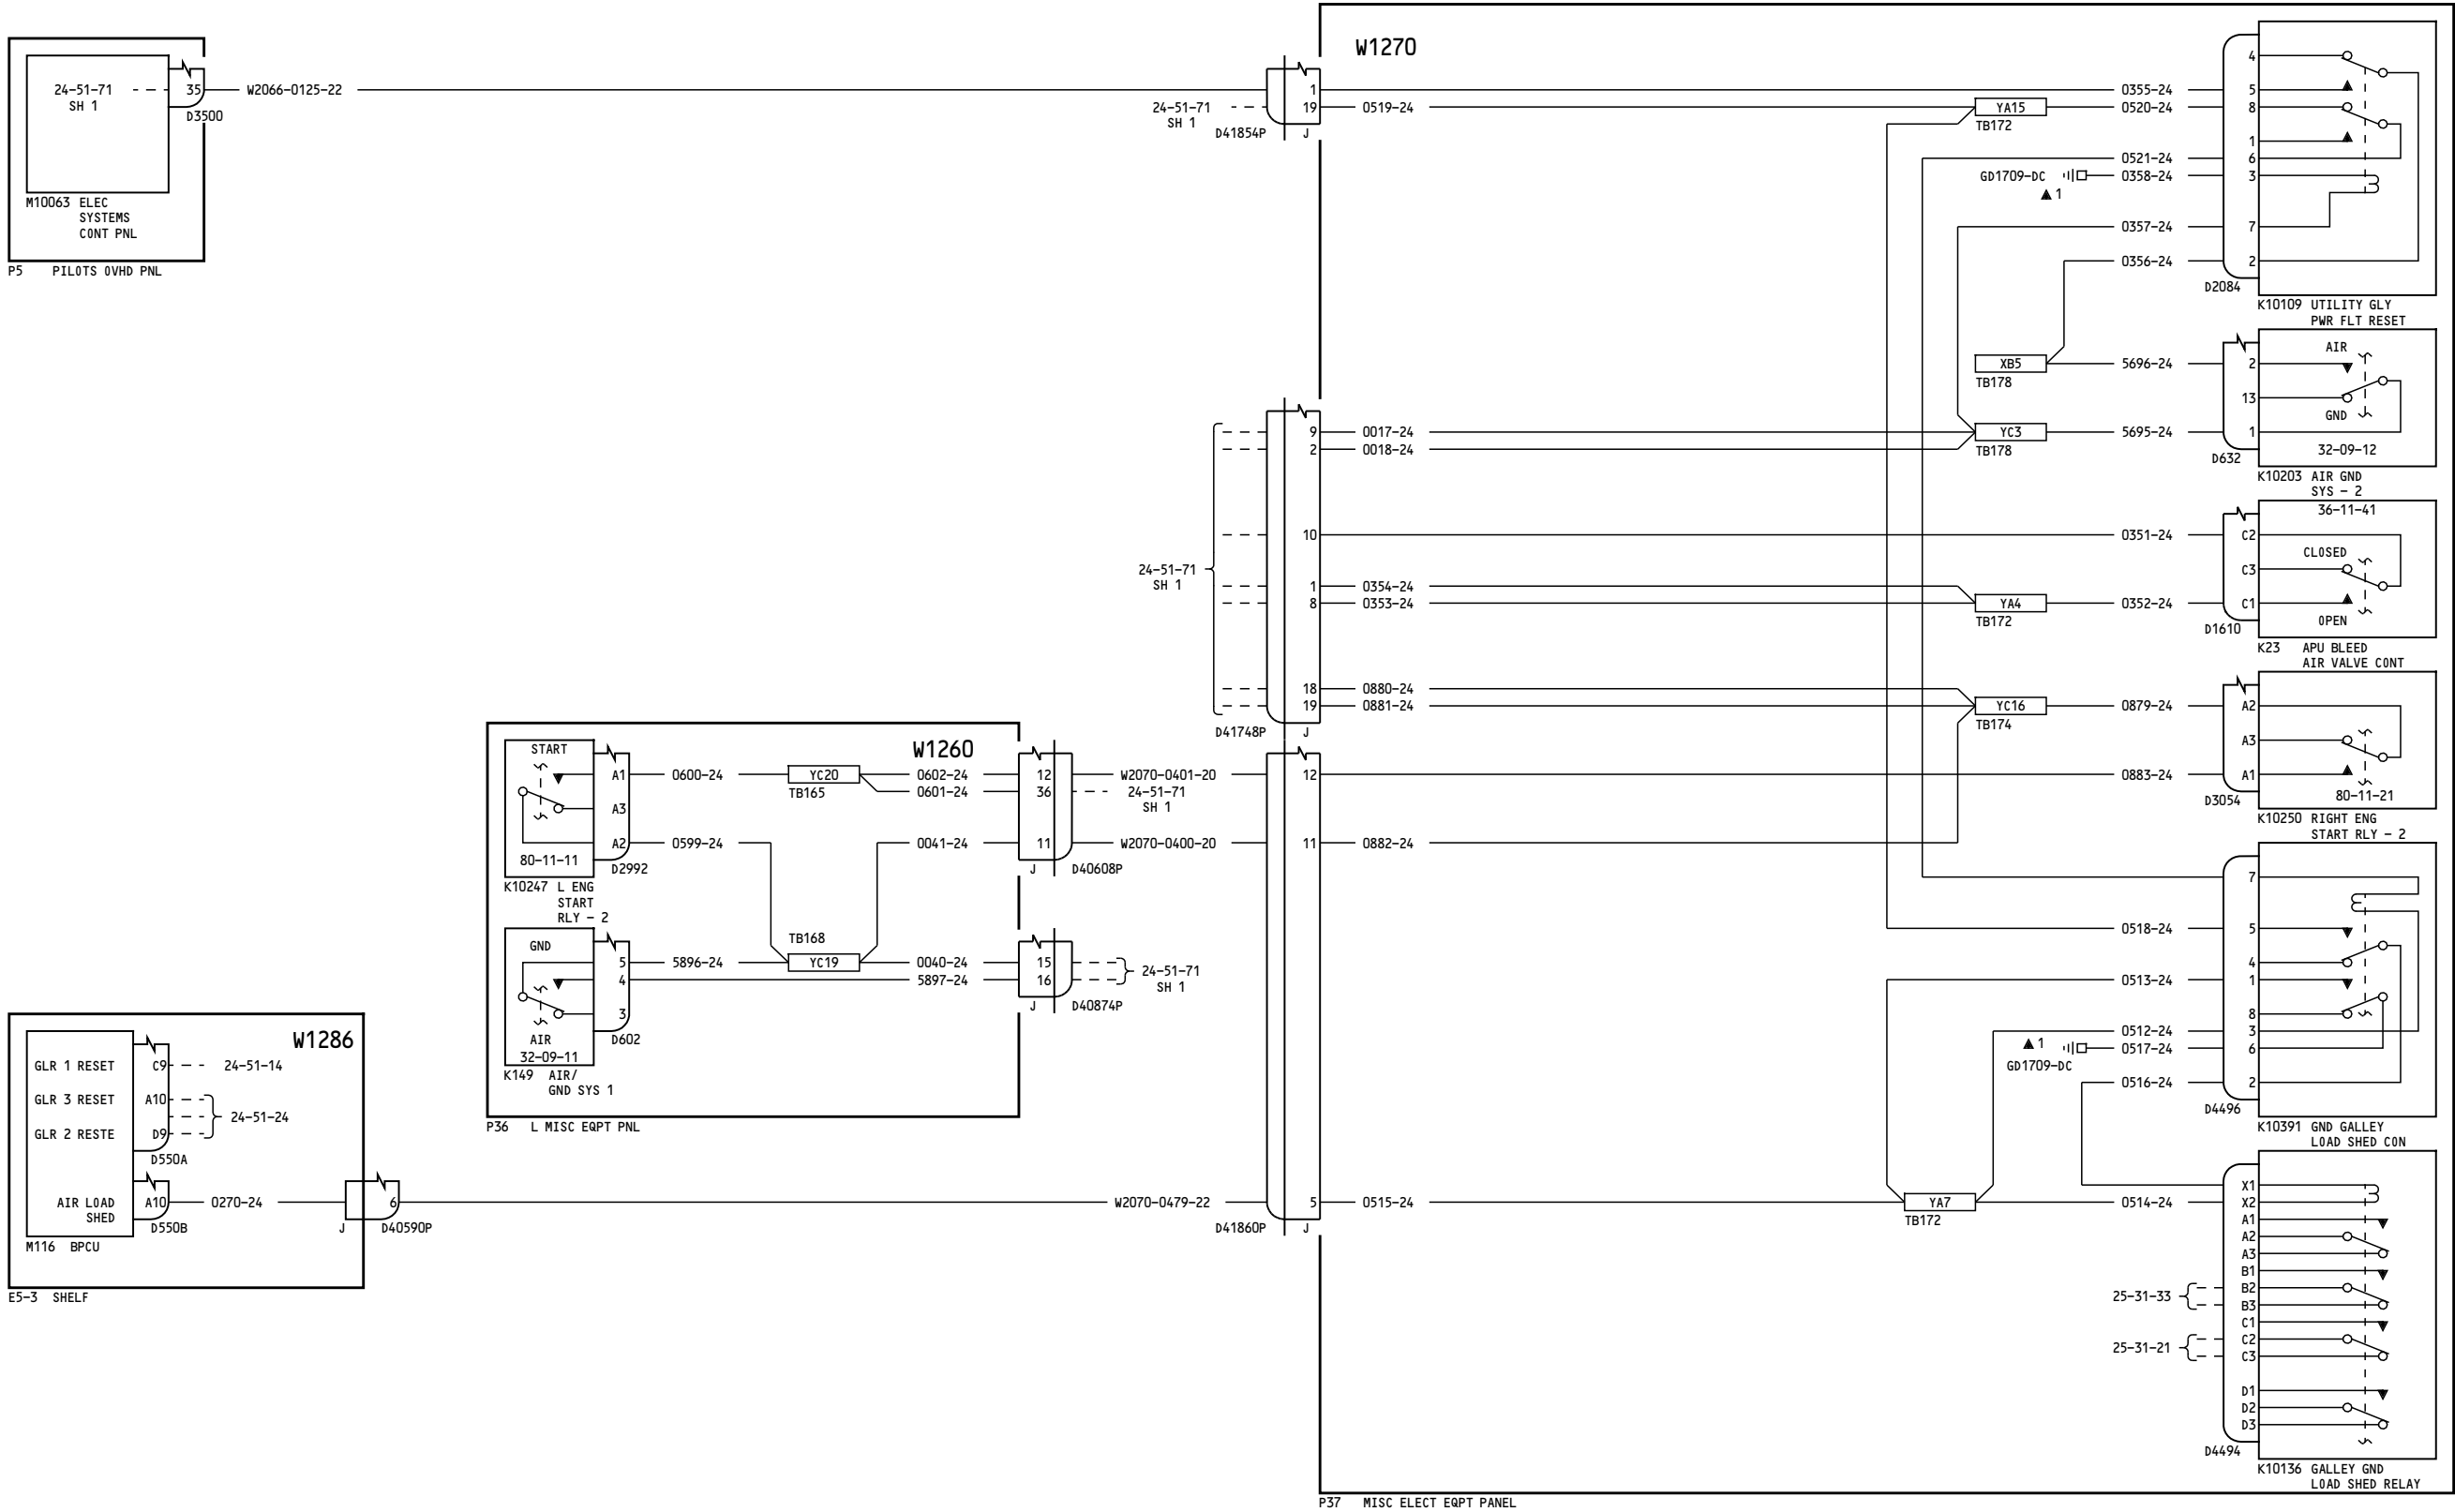 W1270
24-51-71
SH 1
35
D3500
W2066-0125-22
M10063 ELEC
SYSTEMS
CONT PNL
P5 PILOTS OVHD PNL
24-51-71
SH 1
1
19
D41854P
J
0519-24
YA15
TB172
0355-24
0520-24
0521-24
GD1709-DC
▲ 1
0358-24
0357-24
0356-24
4
5
8
1
6
3
7
2
D2084
K10109 UTILITY GLY
PWR FLT RESET
XB5
TB178
5696-24
2
13
1
AIR
GND
32-09-12
D632
K10203 AIR GND
SYS - 2
24-51-71
SH 1
9
2
10
1
8
18
19
D41748P
J
0017-24
0018-24
YC3
TB178
5695-24
0351-24
0354-24
0353-24
YA4
TB172
0352-24
36-11-41
C2
CLOSED
C3
C1
OPEN
D1610
K23 APU BLEED
AIR VALVE CONT
0880-24
0881-24
YC16
TB174
0879-24
A2
A3
A1
0883-24
D3054
80-11-21
K10250 RIGHT ENG
START RLY - 2
W1260
START
A1
A3
A2
80-11-11
D2992
K10247 L ENG
START
RLY - 2
0600-24
YC20
TB165
0602-24
0601-24
0599-24
0041-24
12
36
11
J
D40608P
W2070-0401-20
24-51-71
SH 1
W2070-0400-20
12
11
0882-24
GND
5
4
3
AIR
32-09-11
D602
K149 AIR/
GND SYS 1
5896-24
TB168
YC19
0040-24
5897-24
15
16
J
D40874P
24-51-71
SH 1
P36 L MISC EQPT PNL
7
5
4
1
8
3
6
2
0518-24
0513-24
0512-24
▲ 1
0517-24
GD1709-DC
0516-24
D4496
K10391 GND GALLEY
LOAD SHED CON
W1286
GLR 1 RESET
C9
24-51-14
GLR 3 RESET
A10
24-51-24
GLR 2 RESTE
D9
D550A
AIR LOAD
SHED
A10
D550B
0270-24
J
6
D40590P
M116 BPCU
E5-3 SHELF
W2070-0479-22
5
D41860P
J
0515-24
YA7
TB172
0514-24
X1
X2
A1
A2
A3
B1
B2
B3
C1
C2
C3
D1
D2
D3
25-31-33
25-31-21
D4494
K10136 GALLEY GND
LOAD SHED RELAY
P37 MISC ELECT EQPT PANEL